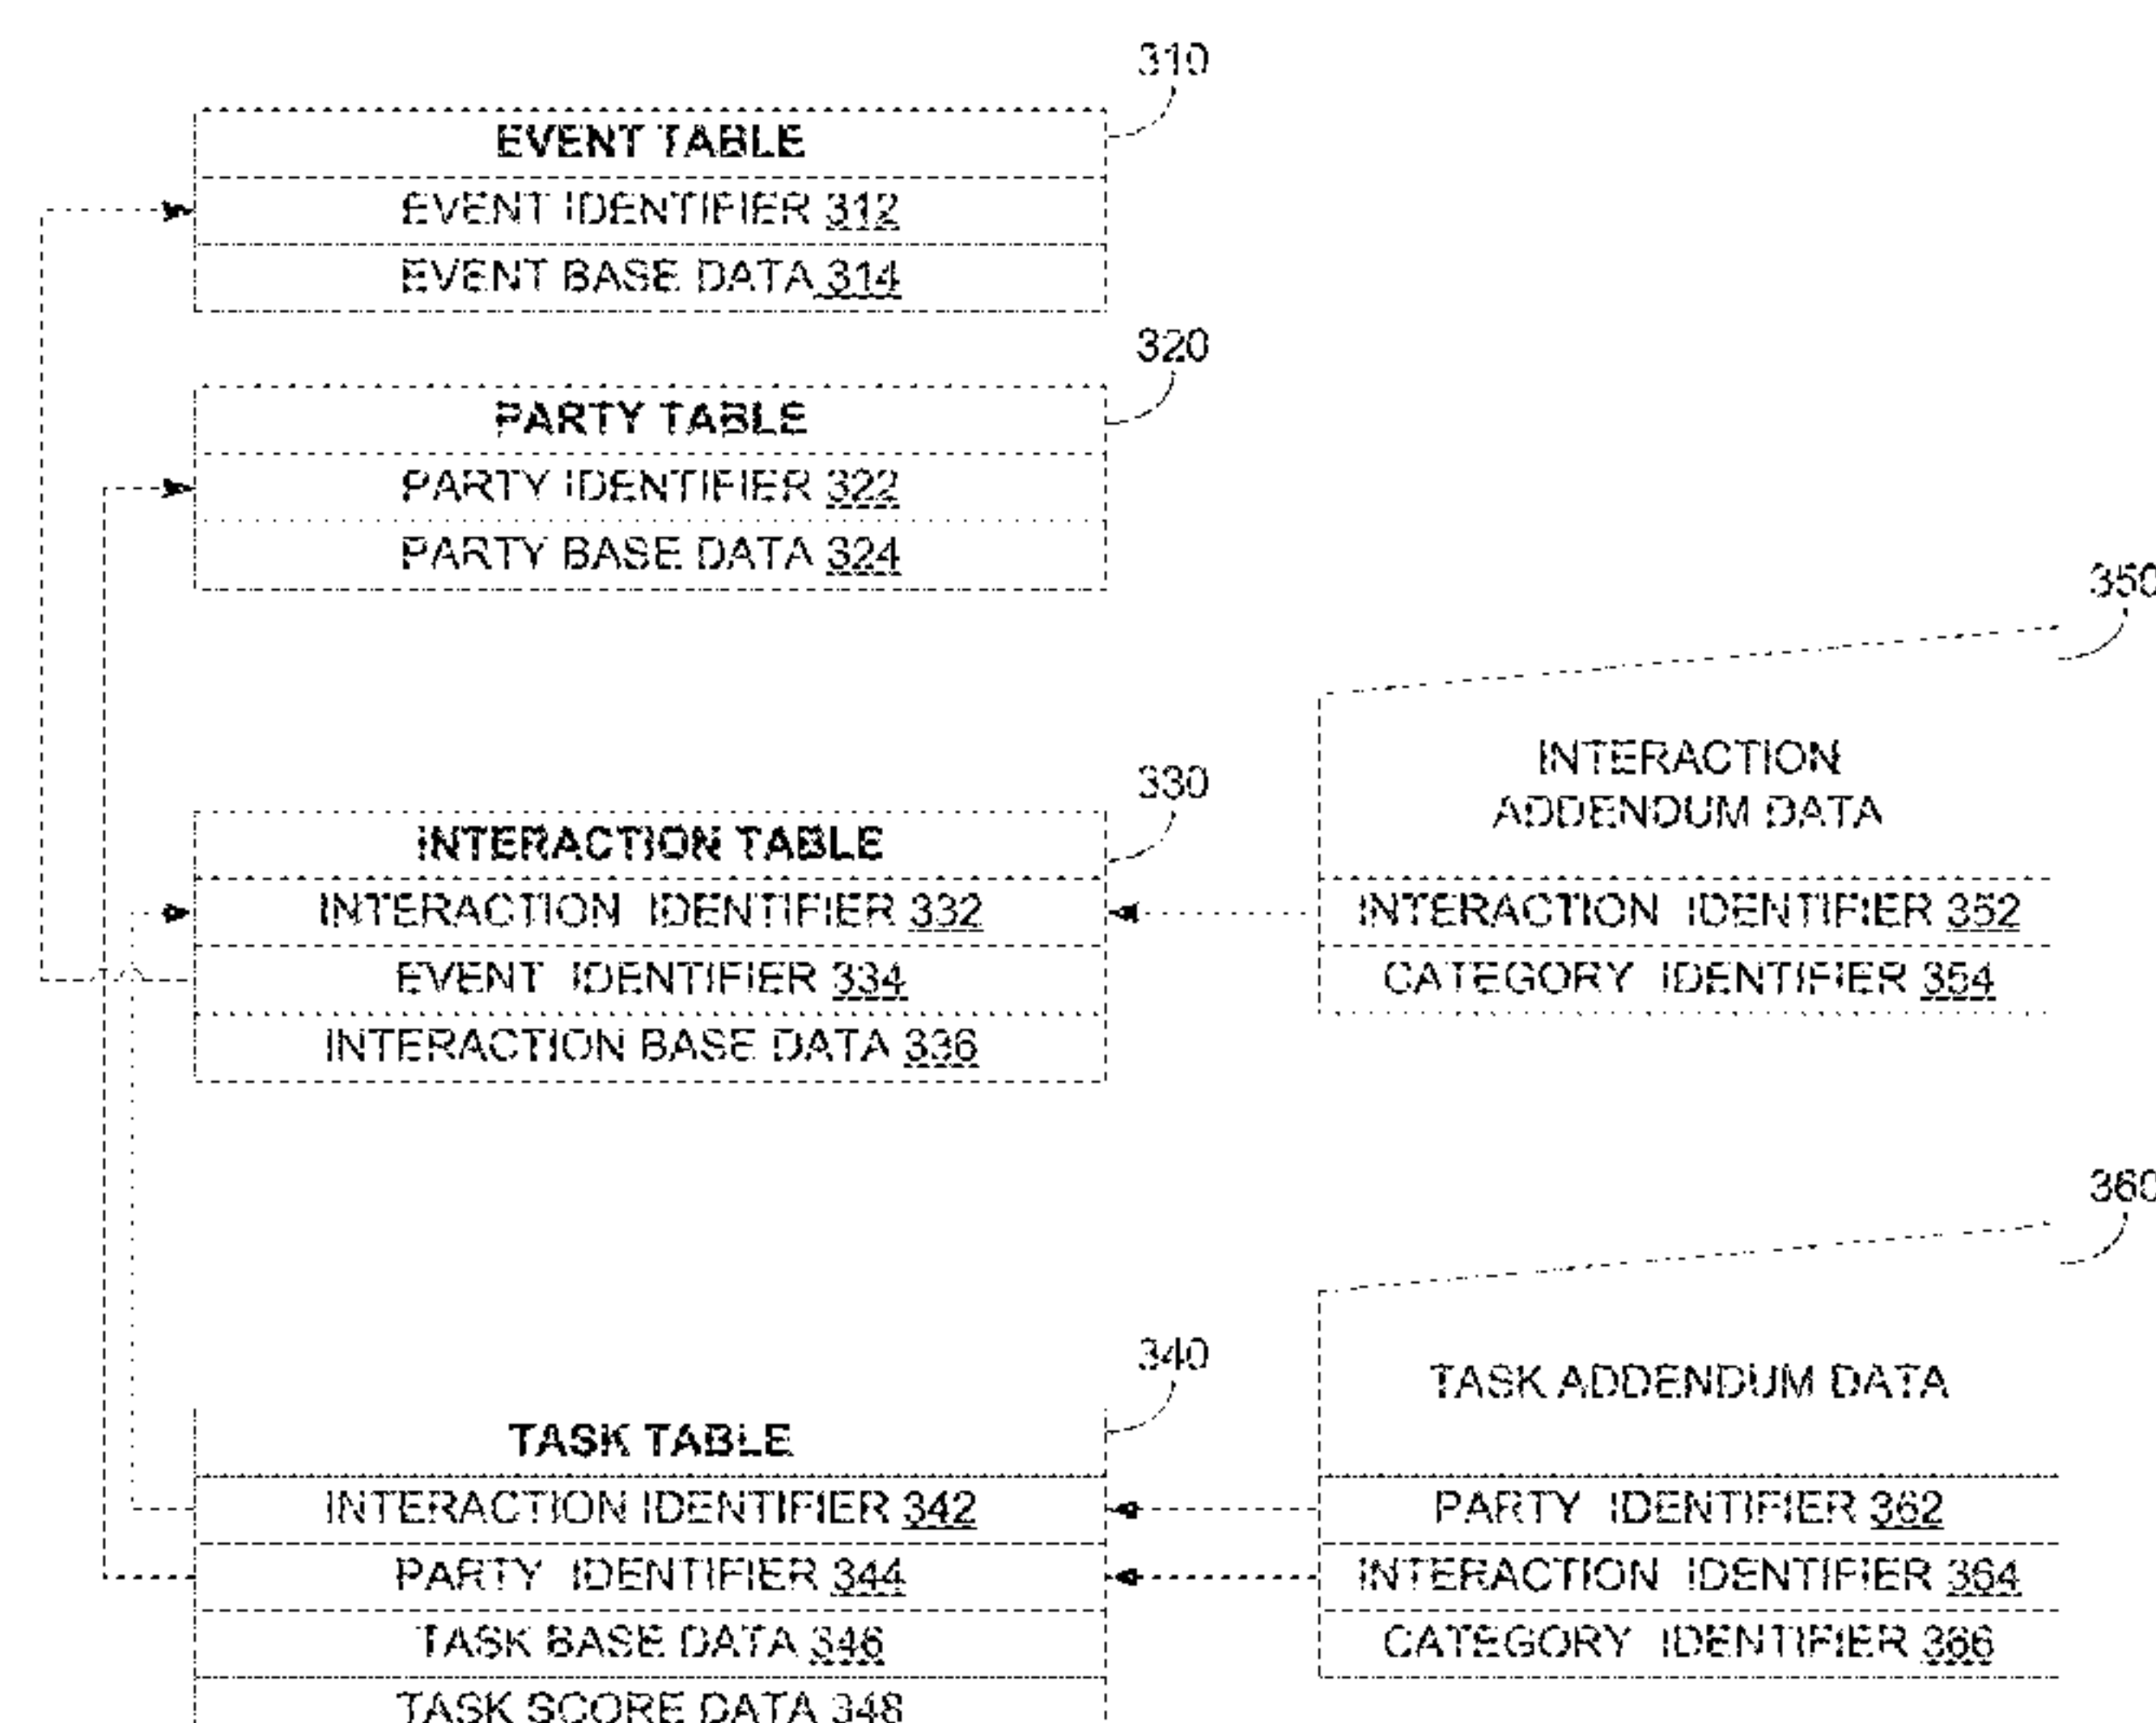 310
EVENT TABLE
EVENT IDENTIFIER 312
EVENT BASE DATA 314
320
PARTY TABLE
PARTY IDENTIFIER 322
PARTY BASE DATA 324
350
INTERACTION
ADDENDUM DATA
INTERACTION IDENTIFIER 352
CATEGORY IDENTIFIER 354
330
INTERACTION TABLE
INTERACTION IDENTIFIER 332
EVENT IDENTIFIER 334
INTERACTION BASE DATA 336
360
TASK ADDENDUM DATA
PARTY IDENTIFIER 362
INTERACTION IDENTIFIER 364
CATEGORY IDENTIFIER 366
340
TASK TABLE
INTERACTION IDENTIFIER 342
PARTY IDENTIFIER 344
TASK BASE DATA 346
TASK SCORE DATA 348